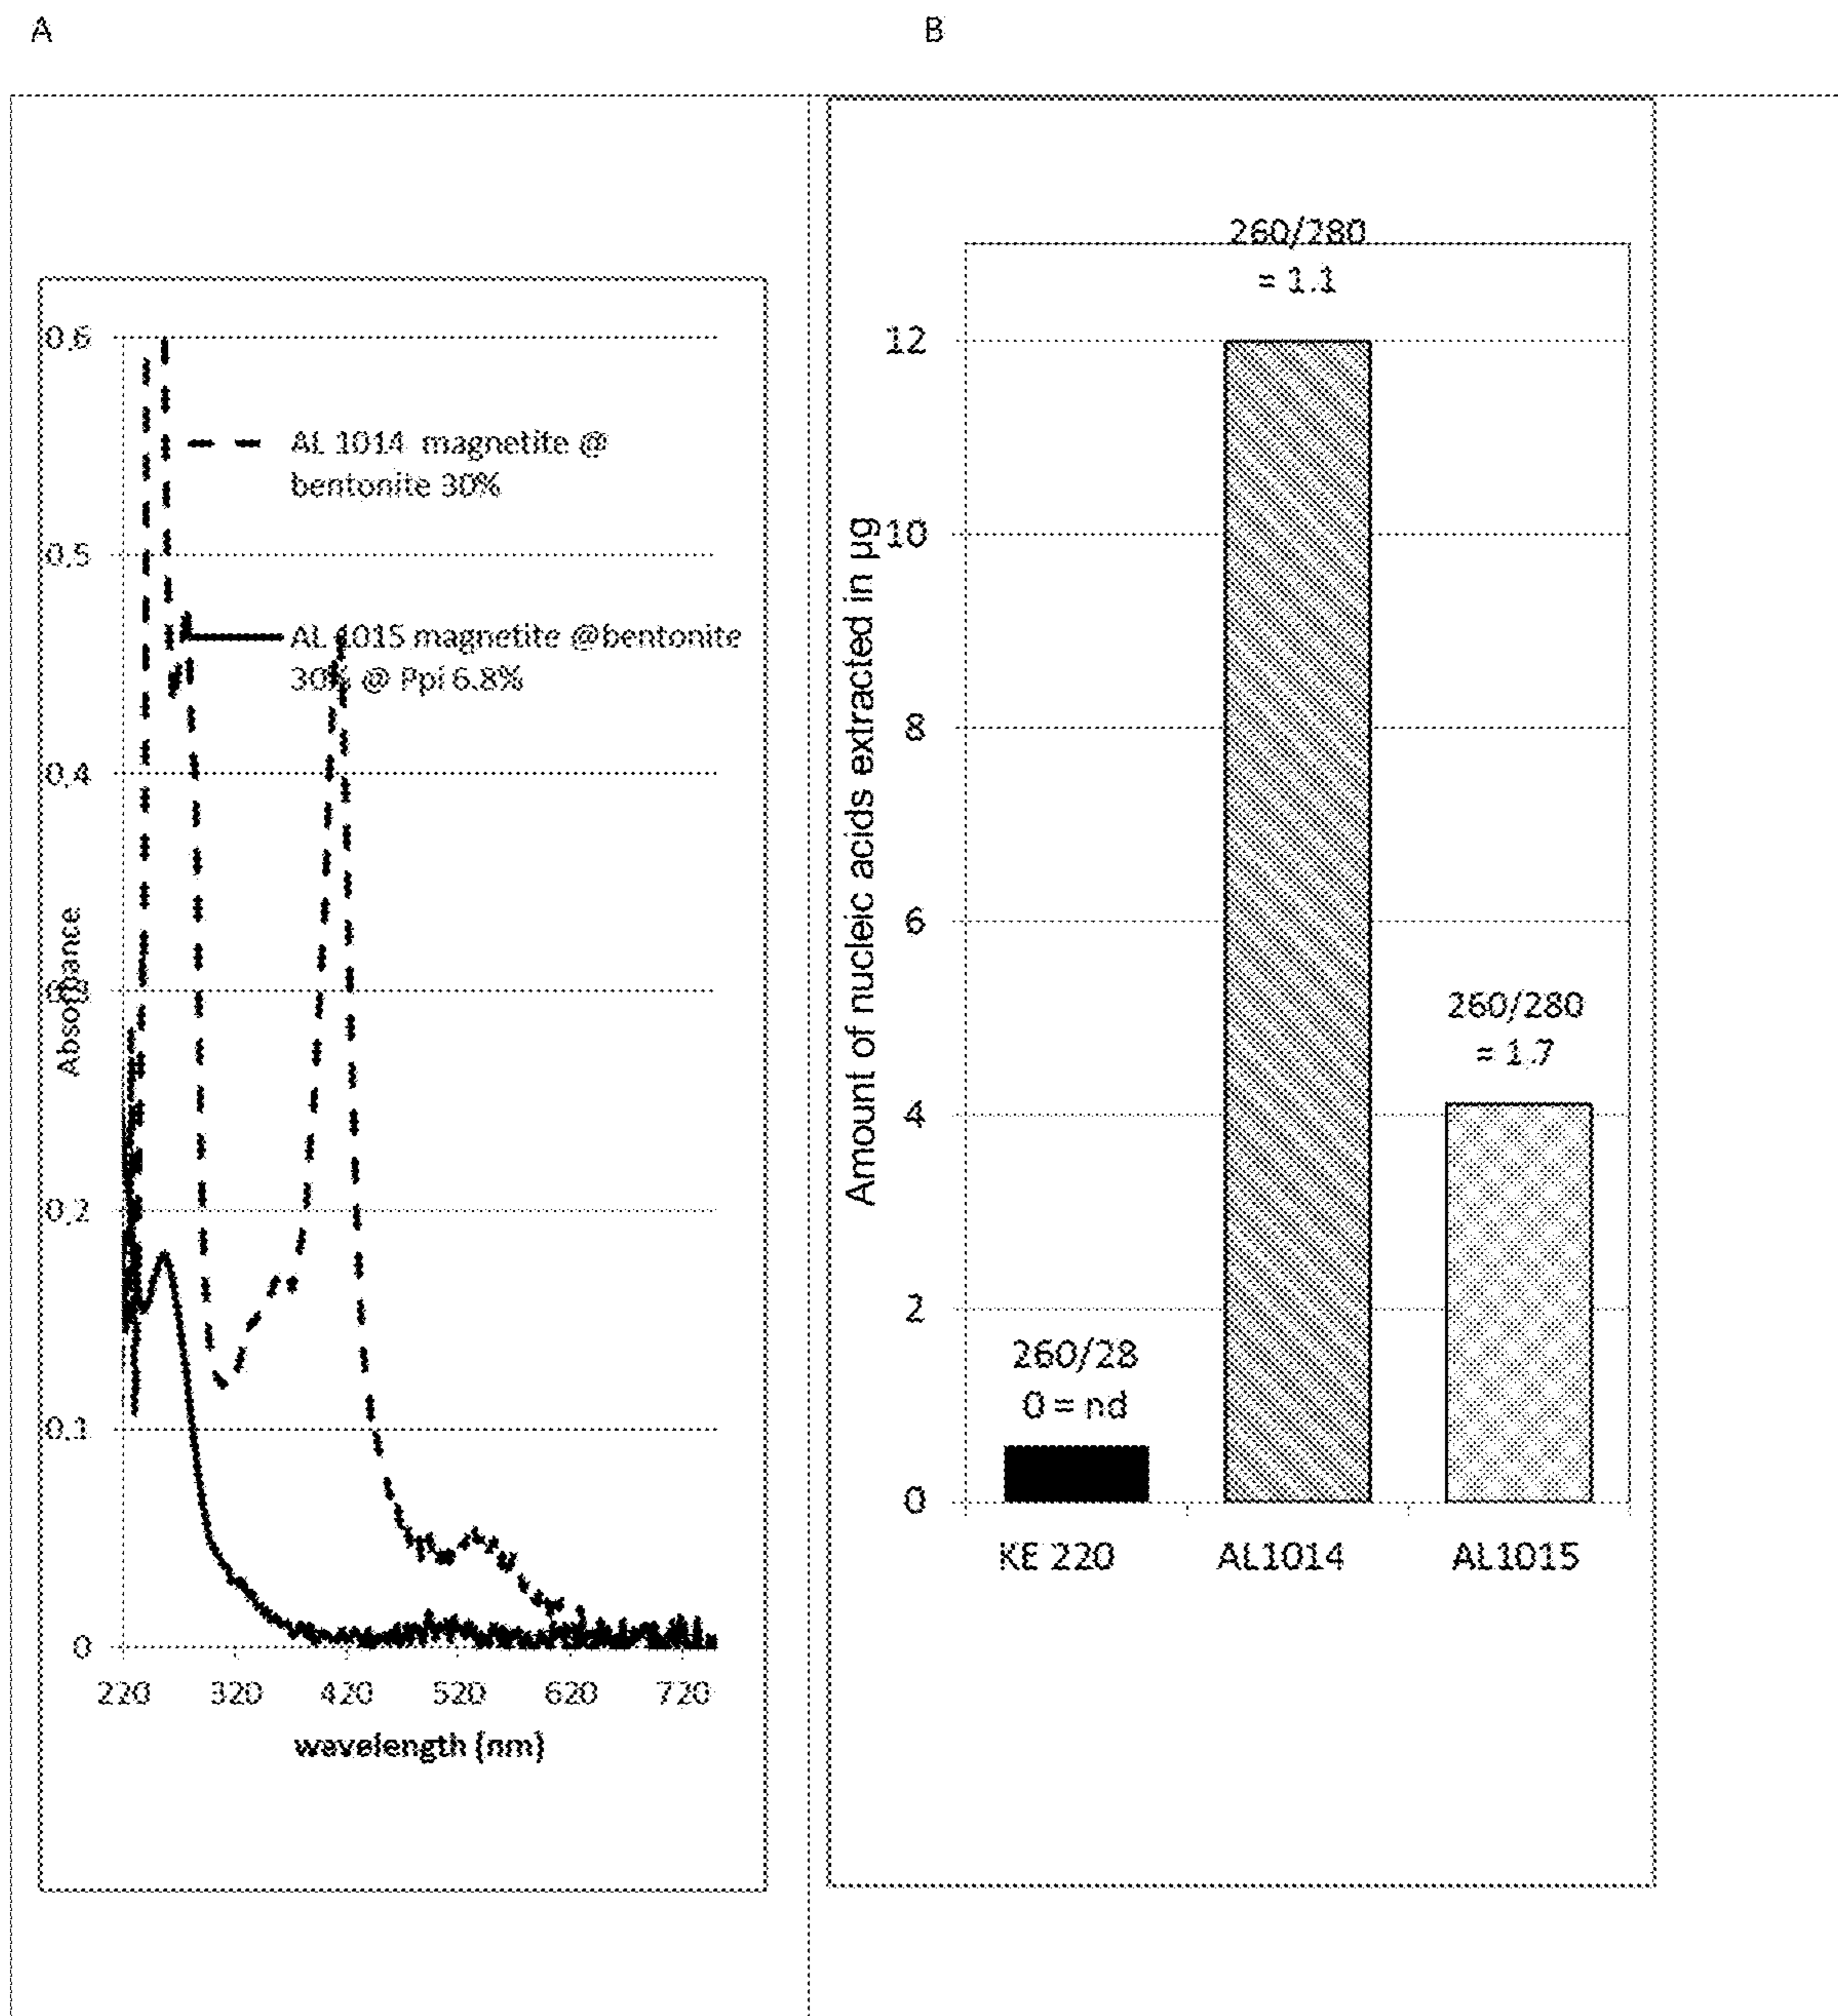 A
B
0.6
0.5
0.4
0.3
0.2
0.1
0
Absorbance
AL 1014 magnetite @
bentonite 30%
AL 1015 magnetite @bentonite
30% @ Ppi 6.8%
220 320 420 520 620 720
wavelength (nm)
Amount of nucleic acids extracted in µg
12
10
8
6
4
2
0
260/280
= 1.1
260/280
= 1.7
260/28
0 = nd
KE 220 AL1014 AL1015